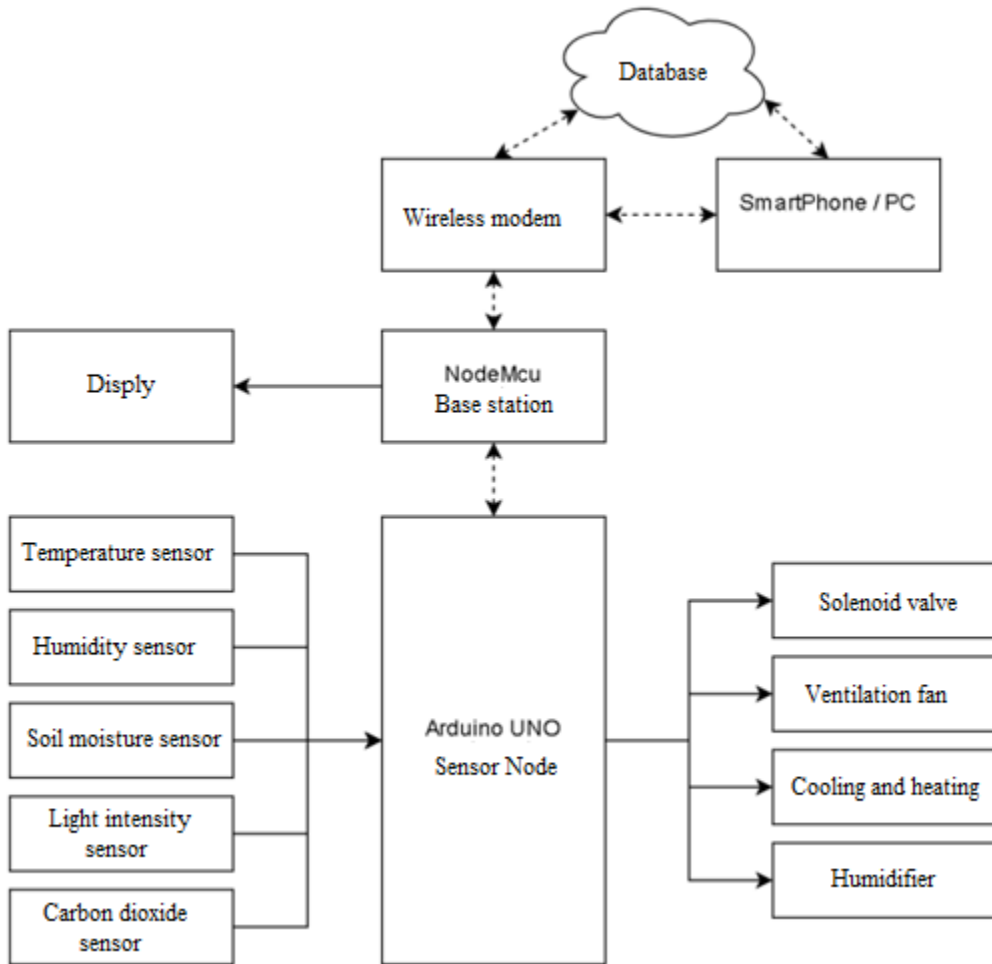 Database
Wireless modem
SmartPhone / PC
Disply
NodeMcu
Base station
Temperature sensor
Humidity sensor
Soil moisture sensor
Light intensity
sensor
Carbon dioxide
sensor
Arduino UNO
Sensor Node
Solenoid valve
Ventilation fan
Cooling and heating
Humidifier